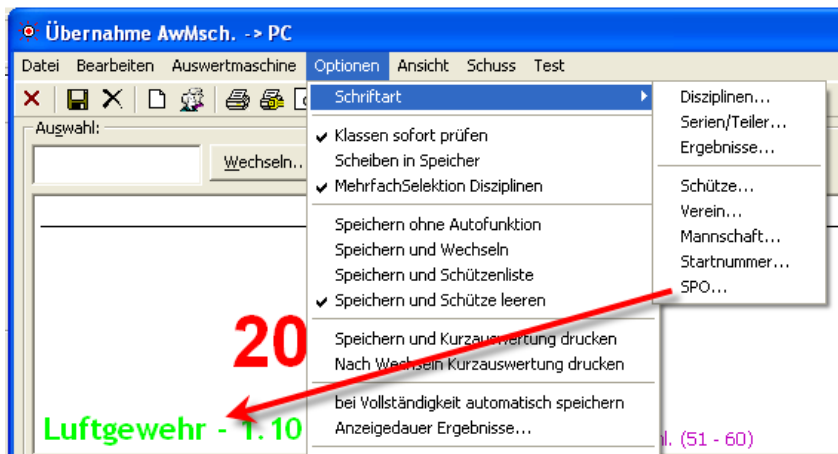 Übernahme AwMsch. -> PC
Datei Bearbeiten Auswertmaschine Optionen Ansicht Schuss Test
Auswahl:
Wechseln..
Schriftart
Klassen sofort prüfen
Scheiben in Speicher
MehrfachSelektion Disziplinen
Speichern ohne Autofunktion
Speichern und Wechseln
Speichern und Schützenliste
Speichern und Schütze leeren
Speichern und Kurzauswertung drucken
Nach Wechseln Kurzauswertung drucken
bei Vollständigkeit automatisch speichern
Anzeigedauer Ergebnisse...
Disziplinen...
Serien/Teiler...
Ergebnisse...
Schütze...
Verein...
Mannschaft...
Startnummer...
SPO...
20
Luftgewehr - 1.10
l. (51 - 60)